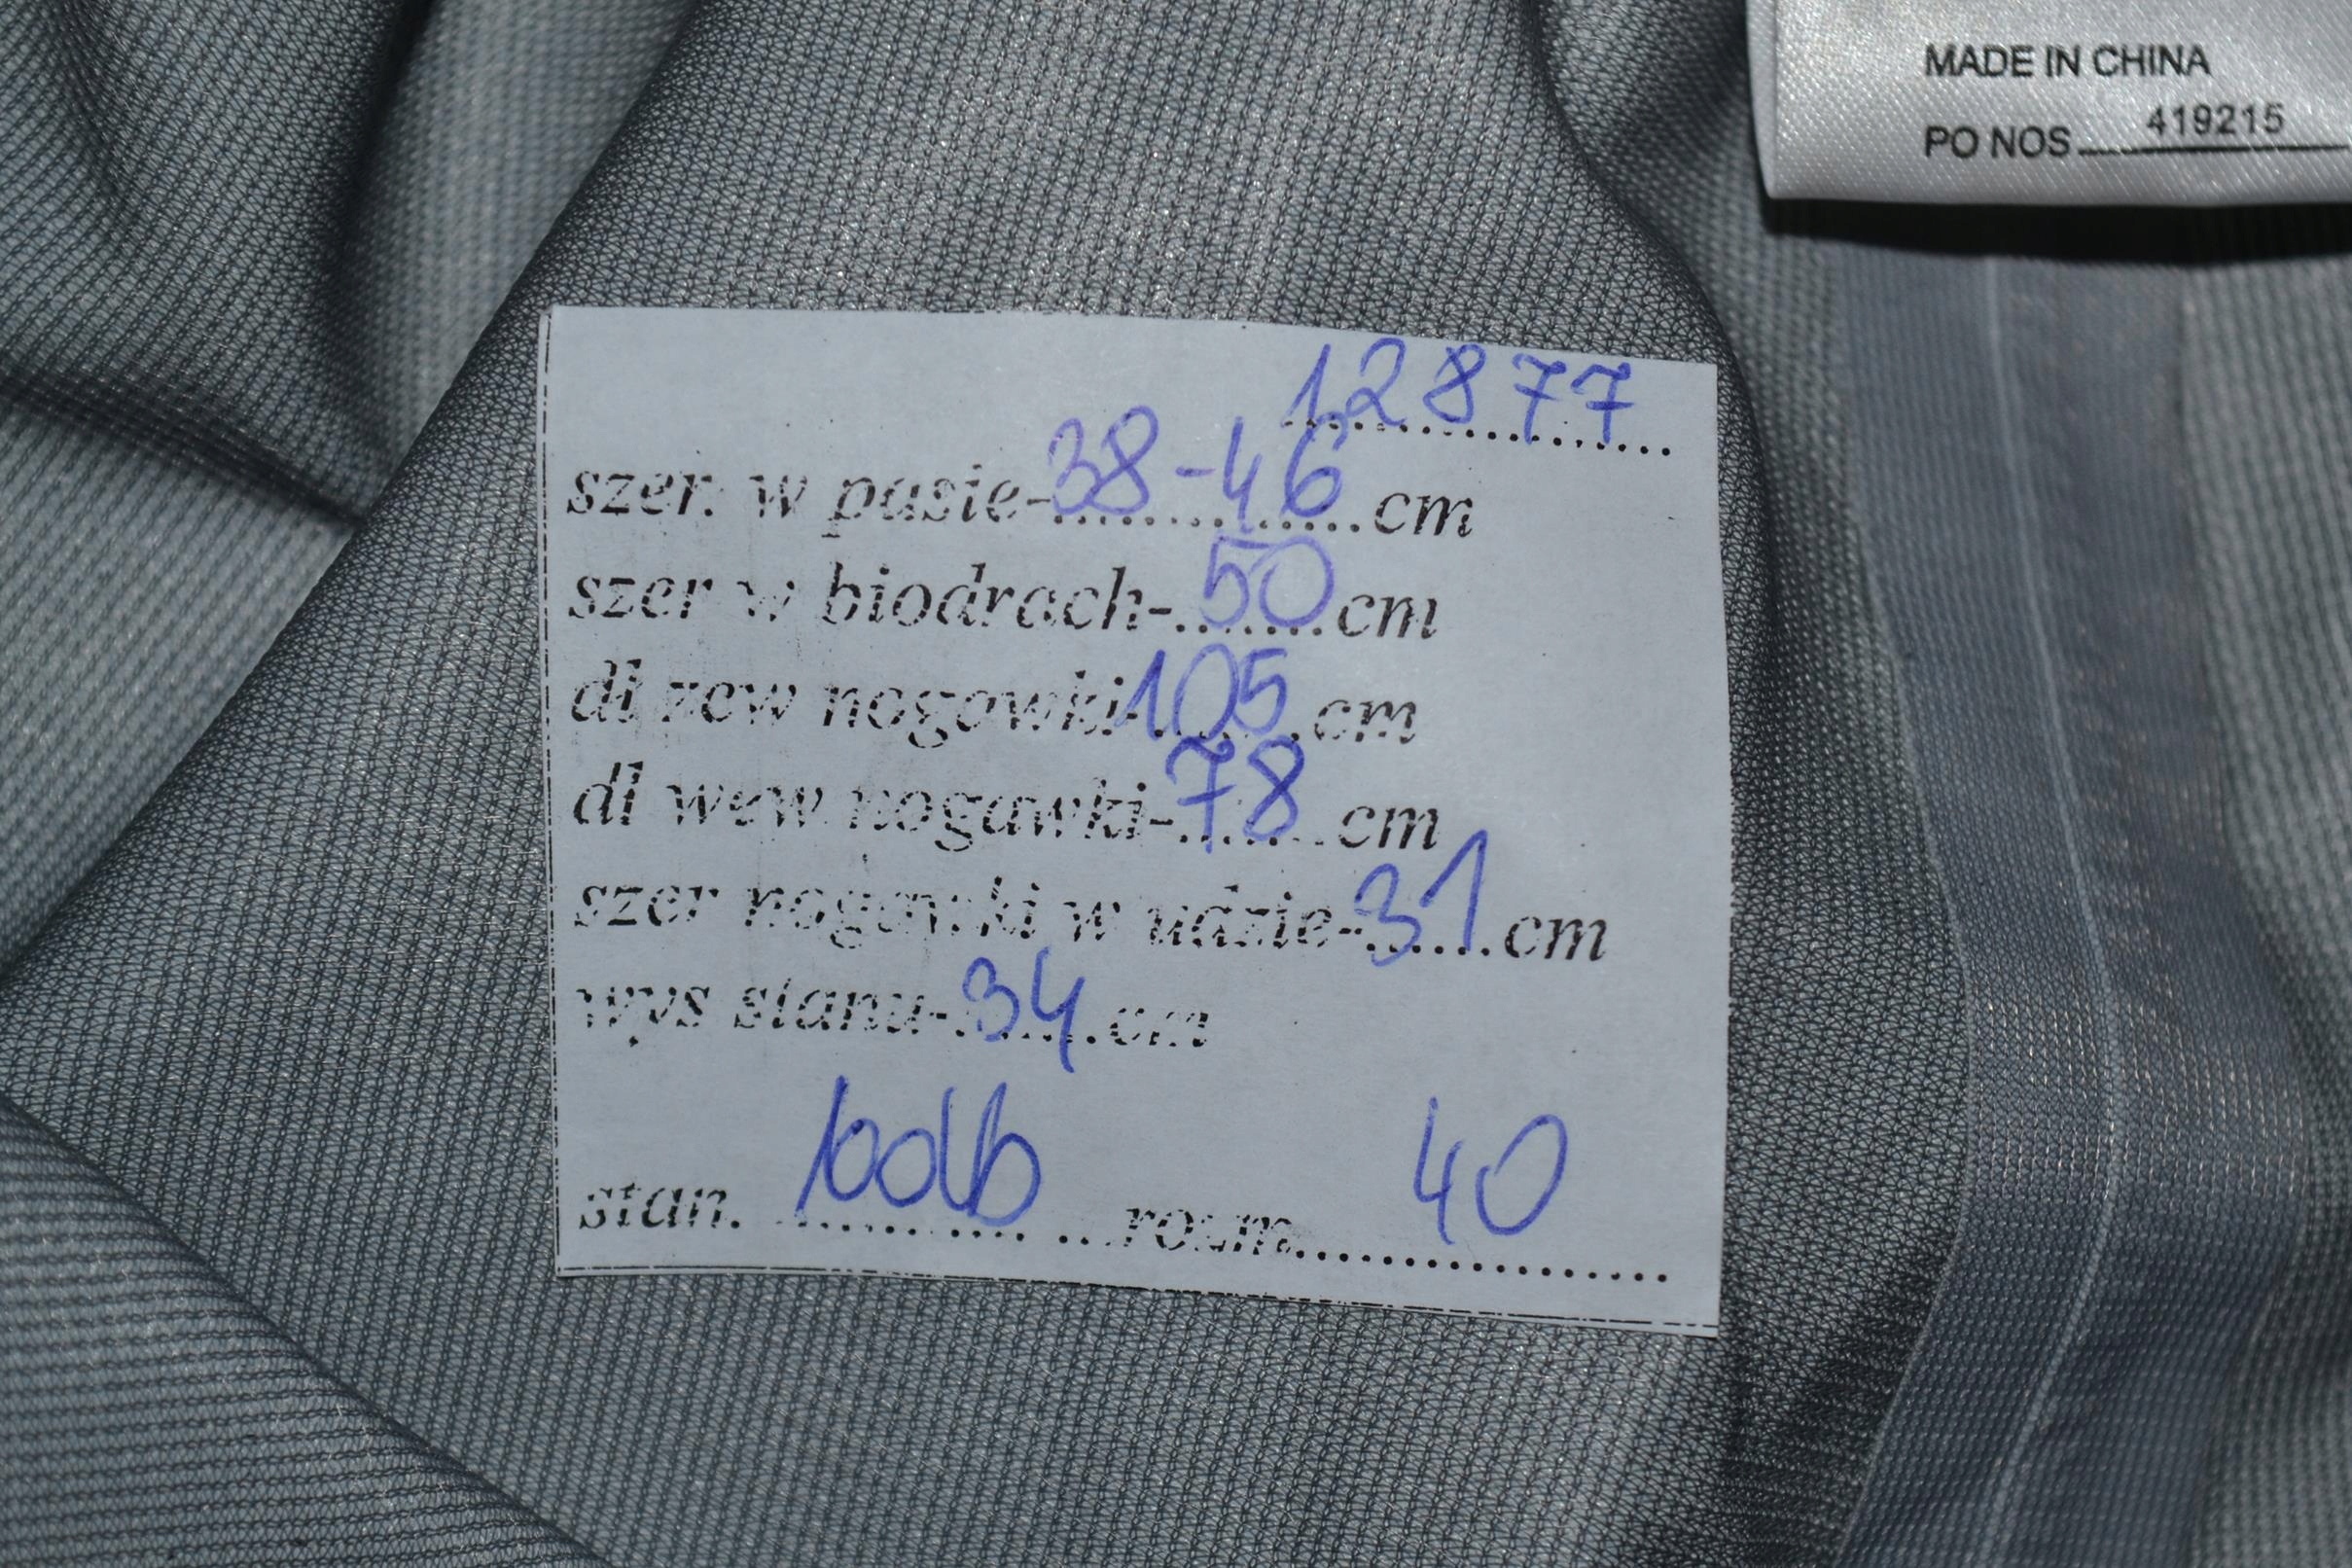 MADE IN CHINA
PO NOS 419215
12877
szer. w pasie-38-46 cm
szer w biodrach-50 cm
dł zew nogawki-105 cm
dł wew nogawki-78 cm
szer nogawki w udzie-31 cm
wys stanu-34 cm
stan. rozm 40